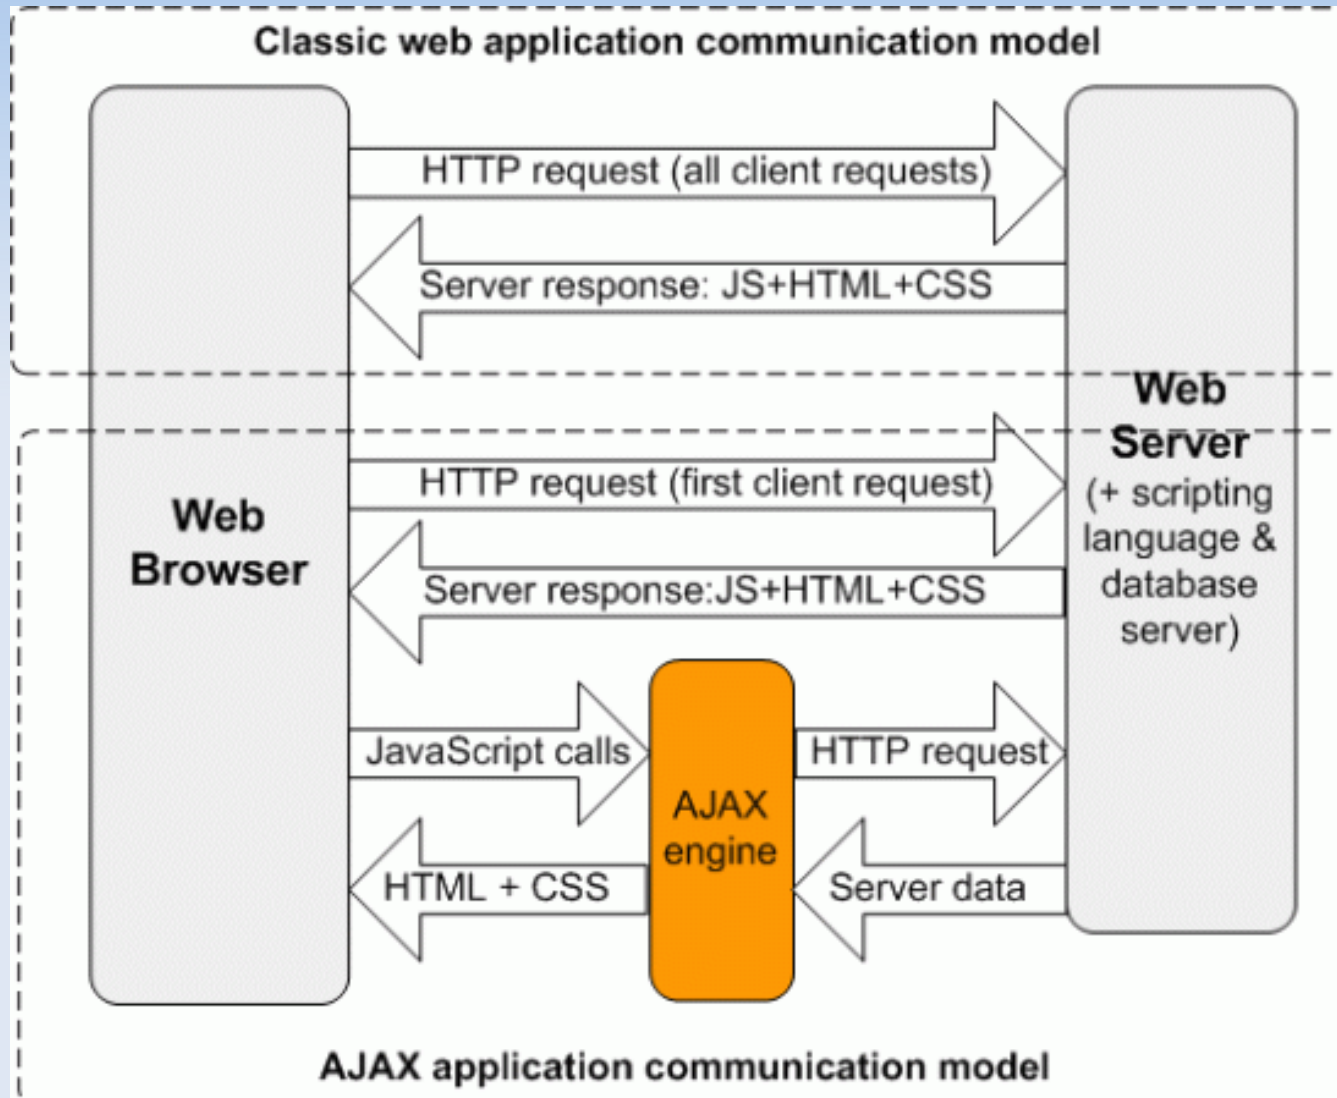 Classic web application communication model
HTTP request (all client requests)
Server response: JS+HTML+CSS
Web
Server
(+ scripting
language &
database
server)
HTTP request (first client request)
Web
Browser
Server response:JS+HTML+CSS
JavaScript calls
HTTP request
AJAX
engine
HTML + CSS
Server data
AJAX application communication model